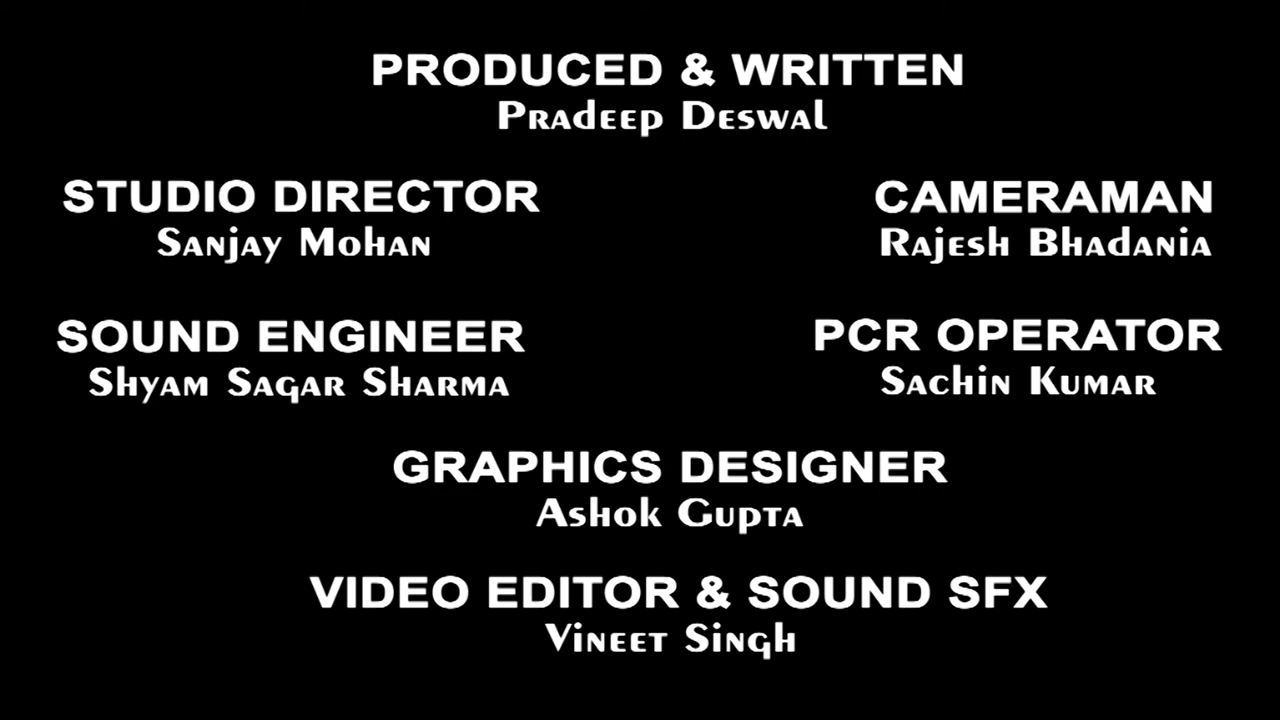 PRODUCED & WRITTEN
Pradeep Deswal
STUDIO DIRECTOR
Sanjay Mohan
CAMERAMAN
Rajesh Bhadania
SOUND ENGINEER
Shyam Sagar Sharma
PCR OPERATOR
Sachin Kumar
GRAPHICS DESIGNER
Ashok Gupta
VIDEO EDITOR & SOUND SFX
Vineet Singh